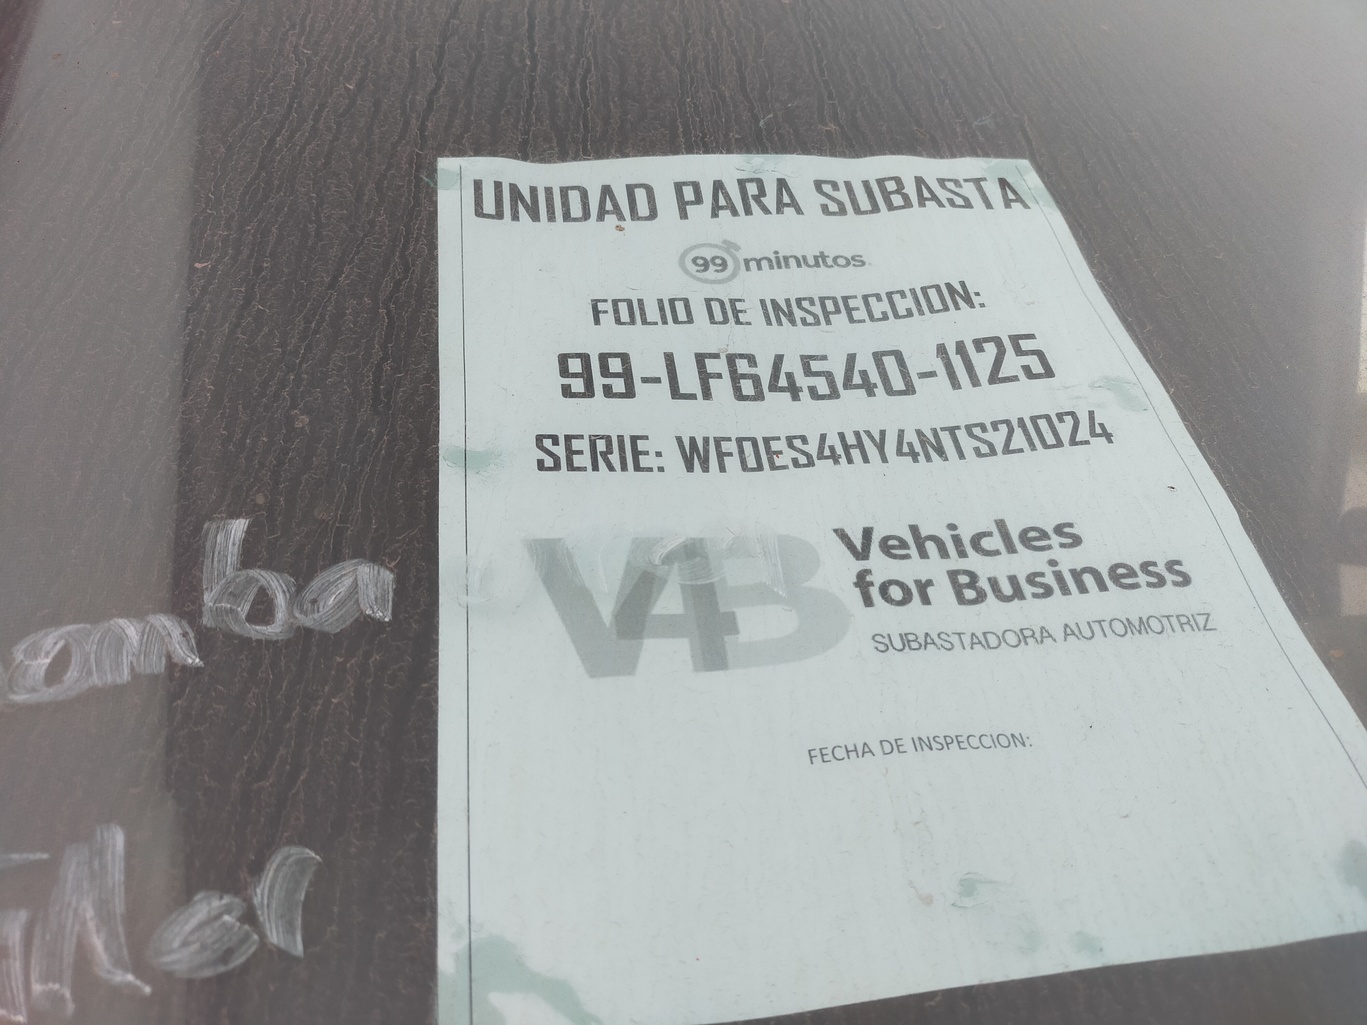 UNIDAD PARA SUBASTA
99 minutos
FOLIO DE INSPECCION:
99-LF64540-1125
SERIE: WF0ES4HY4NTS21024
V4B
Vehicles
for Business
SUBASTADORA AUTOMOTRIZ
FECHA DE INSPECCION: